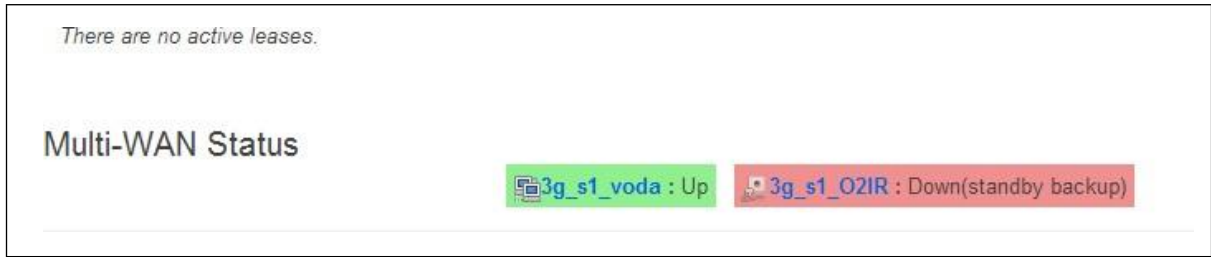 There are no active leases.
Multi-WAN Status
3g_s1_voda : Up 3g_s1_O2IR : Down(standby backup)